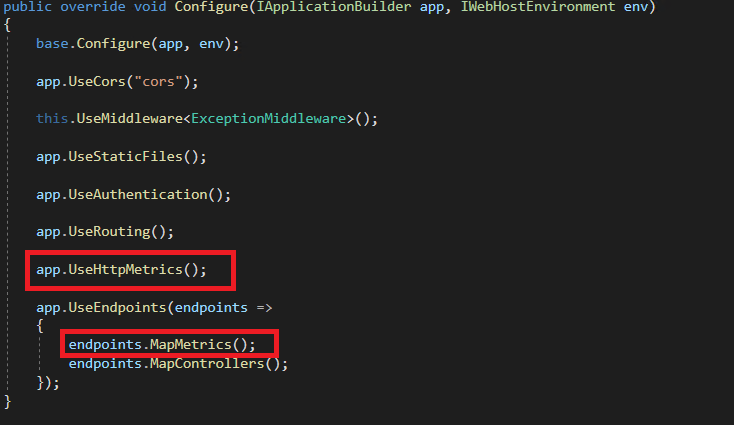 public override void Configure(IApplicationBuilder app, IWebHostEnvironment env)
{
base.Configure(app, env);
app.UseCors("cors");
this.UseMiddleware<ExceptionMiddleware>();
app.UseStaticFiles();
app.UseAuthentication();
app.UseRouting();
app.UseHttpMetrics();
app.UseEndpoints(endpoints =>
{
endpoints.MapMetrics();
endpoints.MapControllers();
});
}